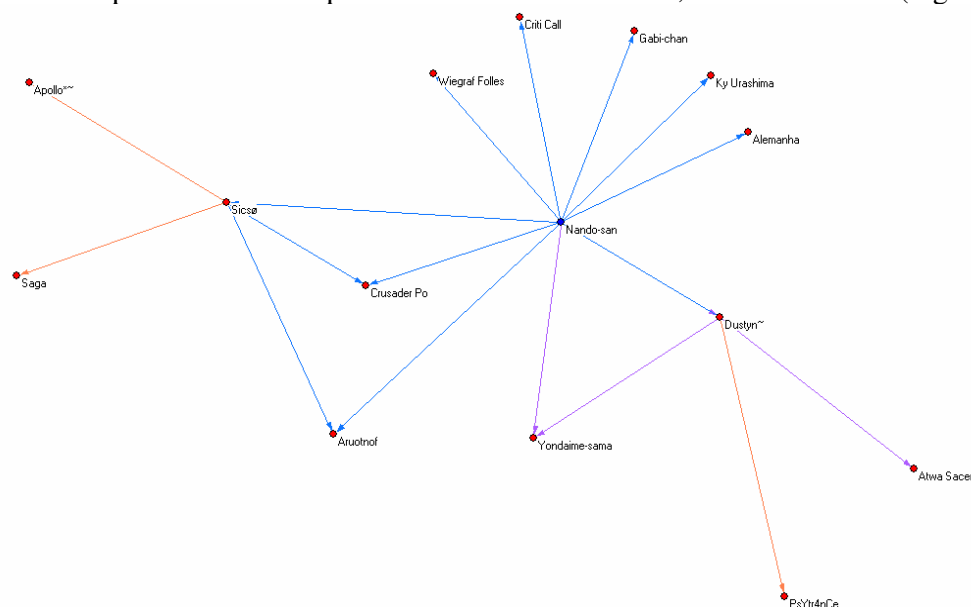 Criti Call
Gabi-chan
Wiegraf Folles
Ky Urashima
Apollo*~
Alemanha
Sicsø
Nando-san
Saga
Crusader Po
Dustyn~
Aruotnof
Yondaime-sama
Atwa Sacer
PsYtr4nCe